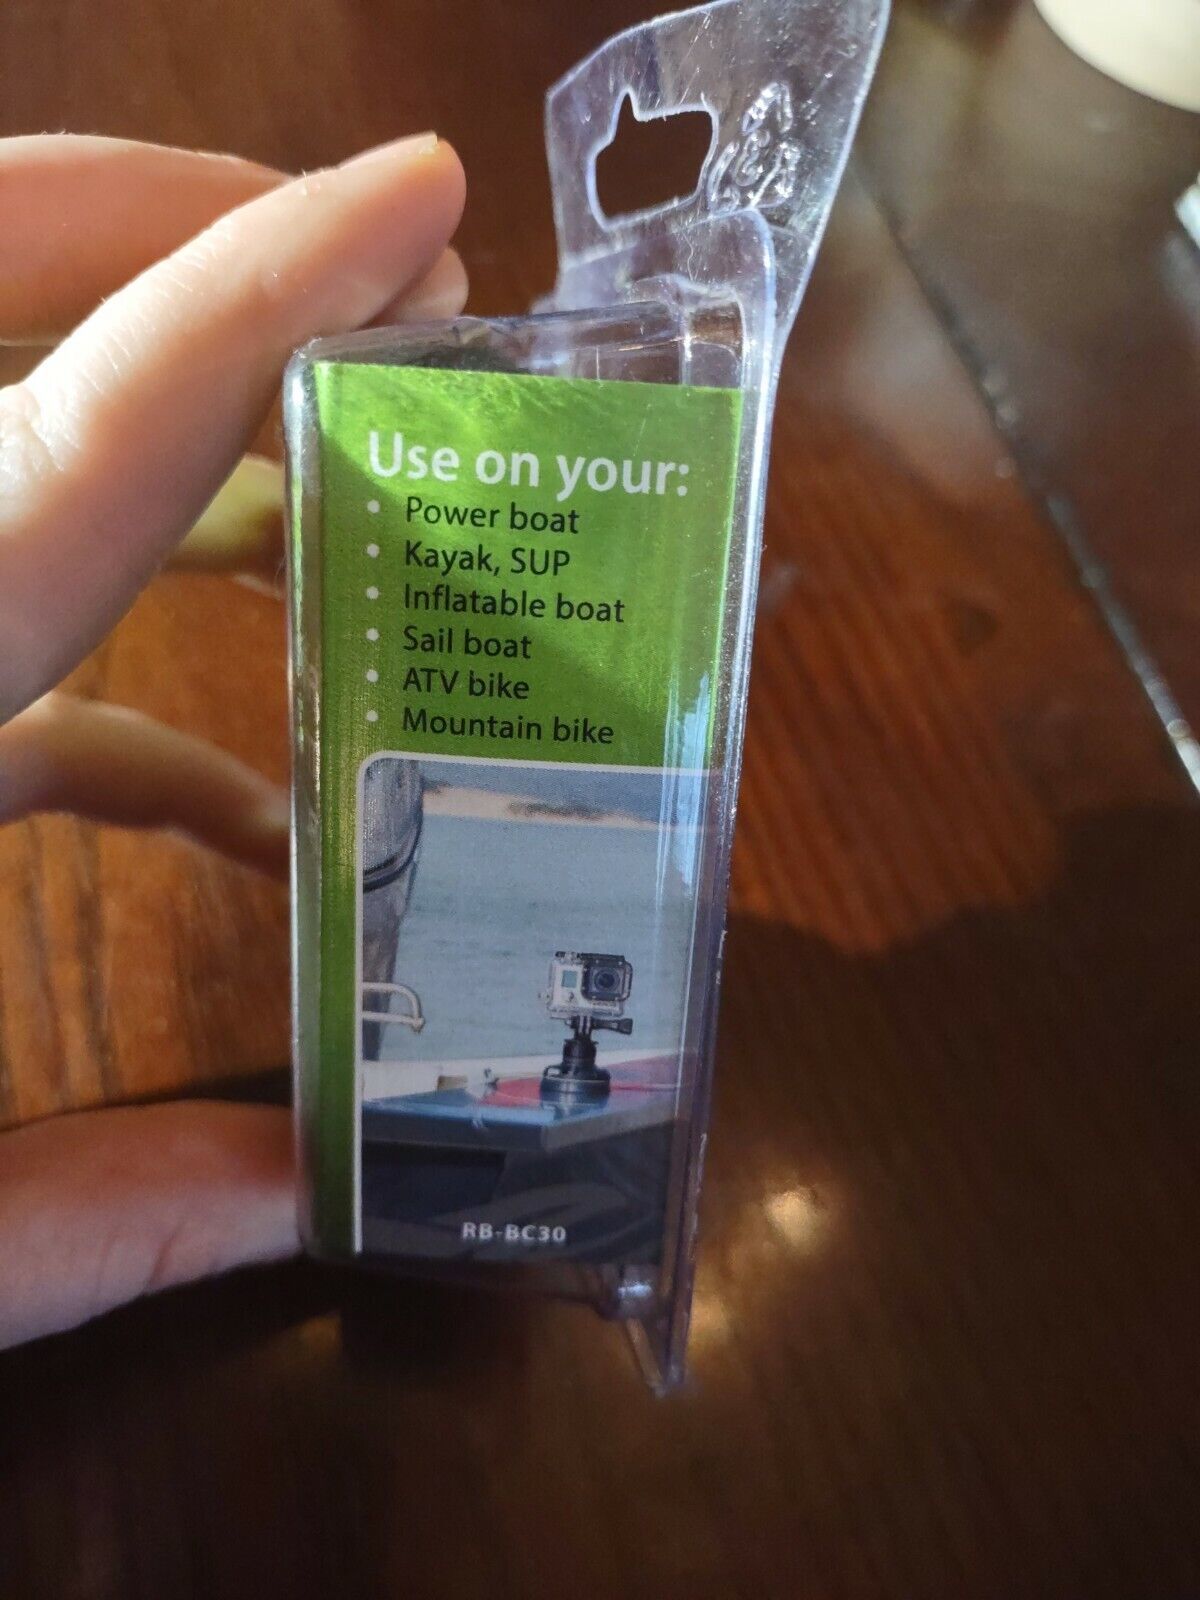 Use on your:
• Power boat
• Kayak, SUP
• Inflatable boat
• Sail boat
• ATV bike
• Mountain bike
RB-BC30